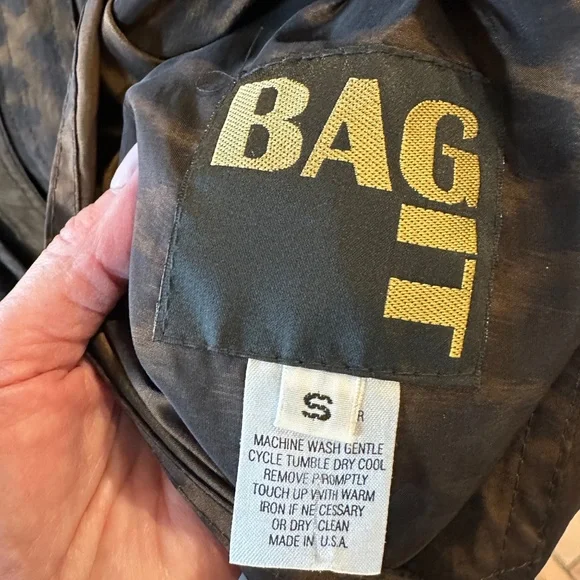 BAG
IT
S
R
MACHINE WASH GENTLE
CYCLE TUMBLE DRY COOL
REMOVE PROMPTLY
TOUCH UP WITH WARM
IRON IF NECESSARY
OR DRY CLEAN
MADE IN U.S.A.